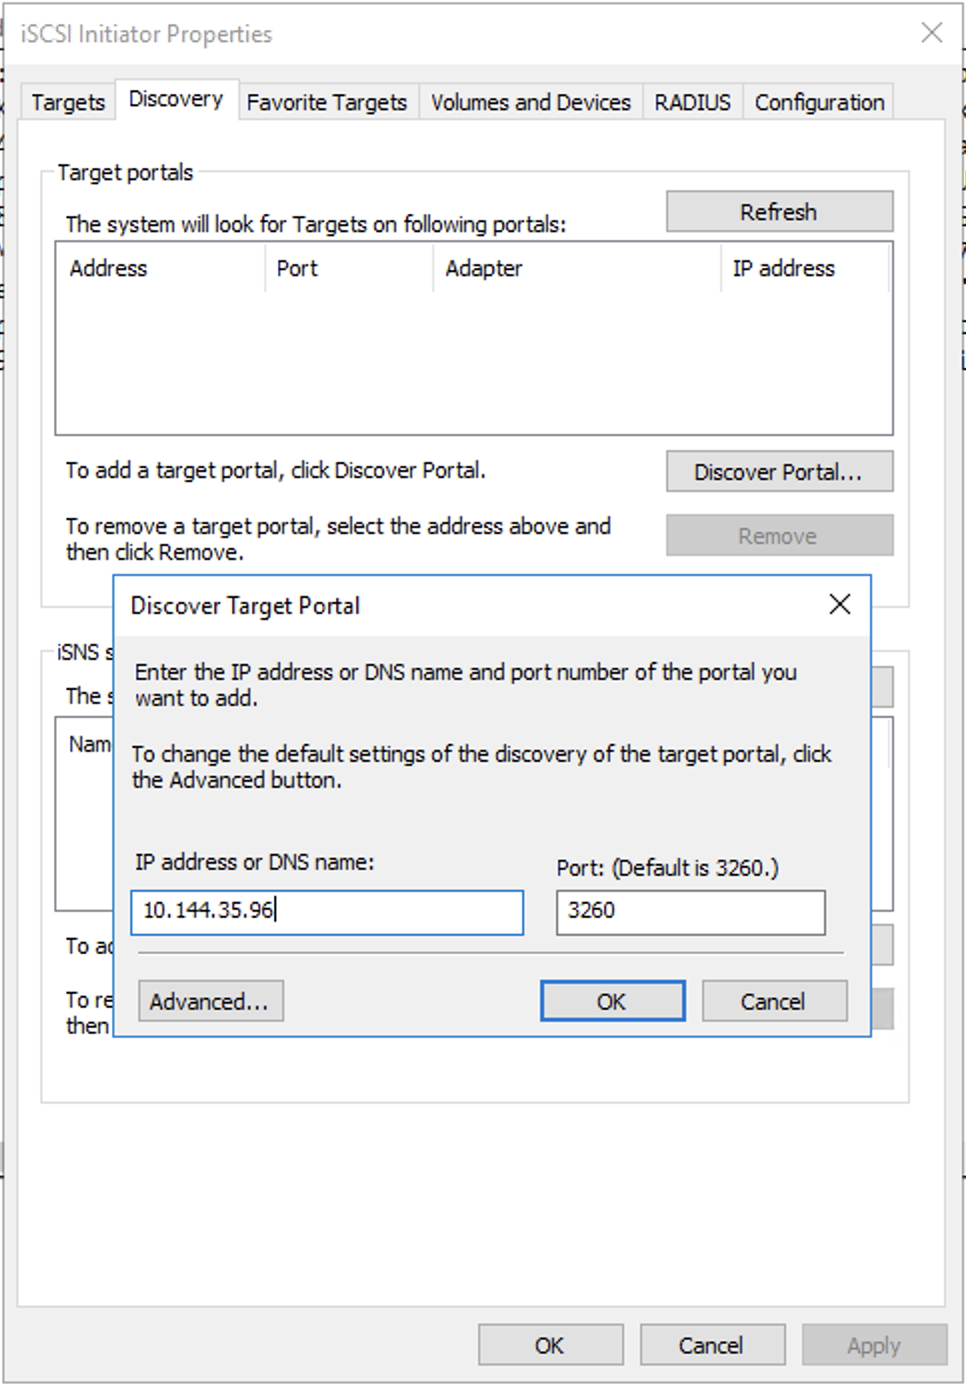 iSCSI Initiator Properties
Targets Discovery Favorite Targets Volumes and Devices RADIUS Configuration
Target portals
The system will look for Targets on following portals:
Refresh
Address Port Adapter IP address
To add a target portal, click Discover Portal.
Discover Portal...
To remove a target portal, select the address above and
then click Remove.
Remove
Discover Target Portal
Enter the IP address or DNS name and port number of the portal you
want to add.
To change the default settings of the discovery of the target portal, click
the Advanced button.
IP address or DNS name:
Port: (Default is 3260.)
10.144.35.96
3260
Advanced...
OK
Cancel
iSNS
The
To
To
then
OK
Cancel
Apply